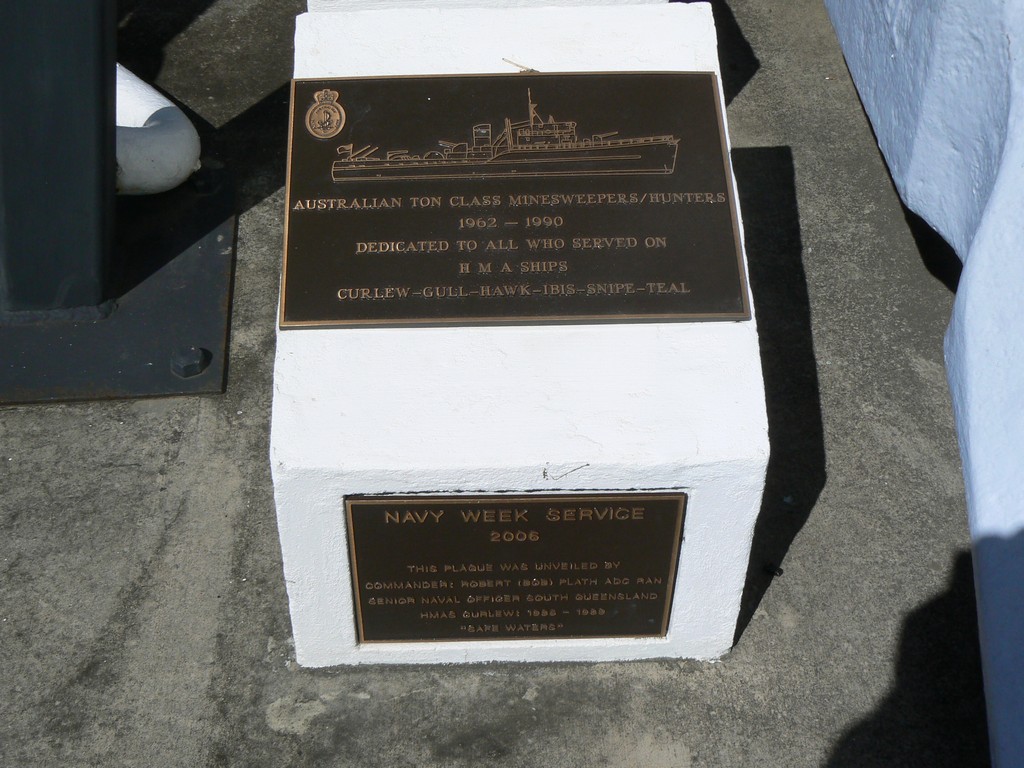 AUSTRALIAN TON CLASS MINESWEEPERS/HUNTERS
1962 - 1990
DEDICATED TO ALL WHO SERVED ON
H M A SHIPS
CURLEW-GULL-HAWK-IBIS-SNIPE-TEAL
NAVY WEEK SERVICE
2006
THIS PLAQUE WAS UNVEILED BY
COMMANDER: ROBERT (BOB) PLATH ADC RAN
SENIOR NAVAL OFFICER SOUTH QUEENSLAND
HMAS CURLEW:
"SAFE WATERS"